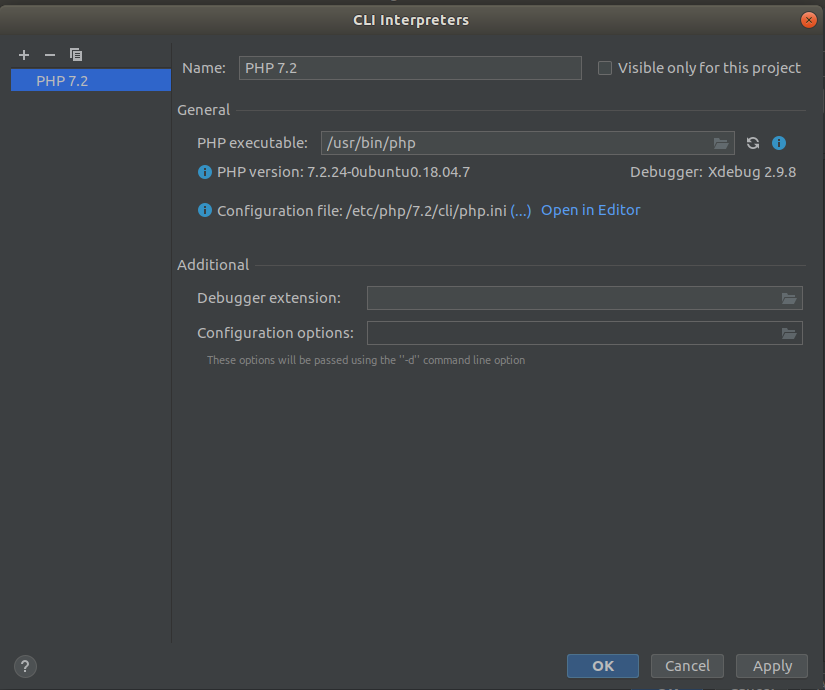 CLI Interpreters
PHP 7.2
Name: PHP 7.2 Visible only for this project
General
PHP executable: /usr/bin/php
PHP version: 7.2.24-0ubuntu0.18.04.7 Debugger: Xdebug 2.9.8
Configuration file: /etc/php/7.2/cli/php.ini (...) Open in Editor
Additional
Debugger extension:
Configuration options:
These options will be passed using the ''-d'' command line option
? OK Cancel Apply